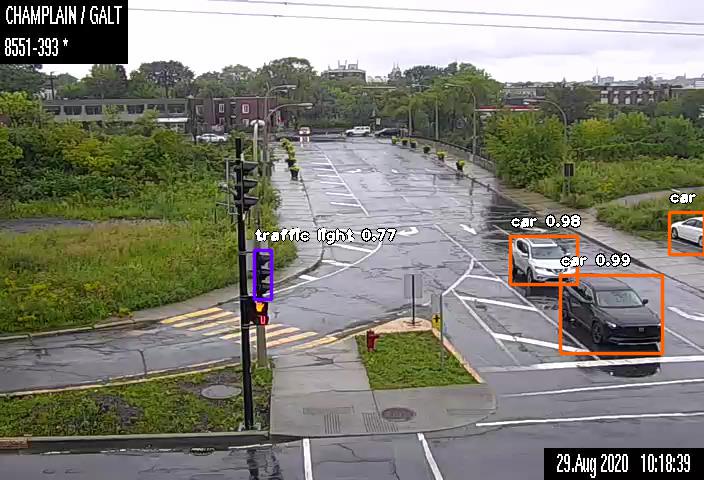 CHAMPLAIN / GALT
8551-393 *
traffic light 0.77
car 0.98
car
car 0.99
29.Aug 2020 10:18:39